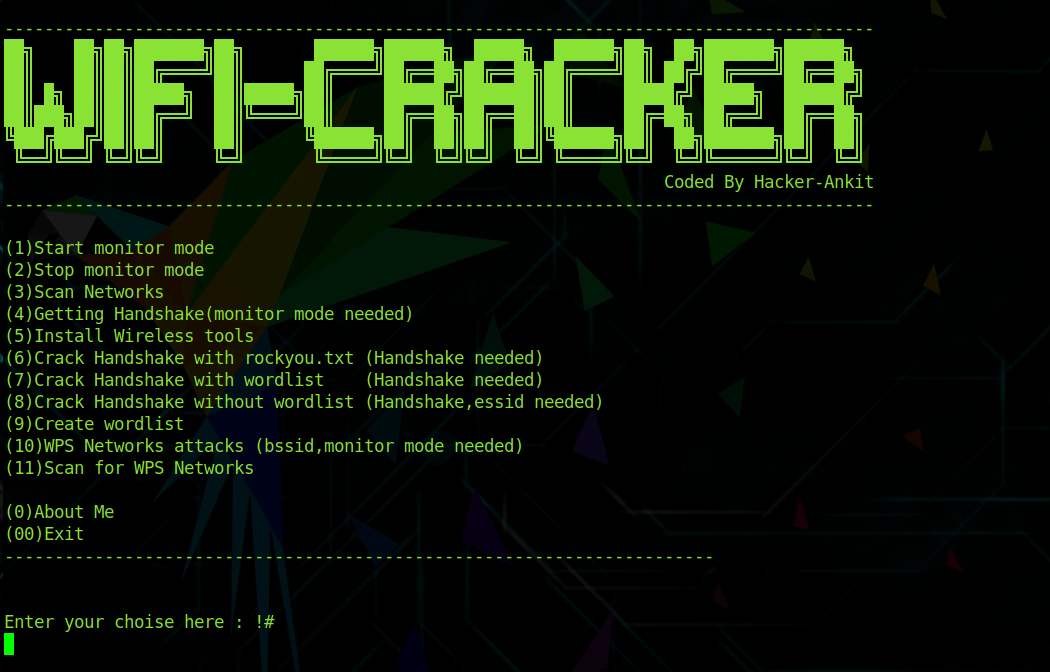 --------------------------------------------------------------------------------------
WIFI-CRACKER
Coded By Hacker-Ankit
--------------------------------------------------------------------------------------
(1)Start monitor mode
(2)Stop monitor mode
(3)Scan Networks
(4)Getting Handshake(monitor mode needed)
(5)Install Wireless tools
(6)Crack Handshake with rockyou.txt (Handshake needed)
(7)Crack Handshake with wordlist    (Handshake needed)
(8)Crack Handshake without wordlist (Handshake,essid needed)
(9)Create wordlist
(10)WPS Networks attacks (bssid,monitor mode needed)
(11)Scan for WPS Networks
(0)About Me
(00)Exit
-----------------------------------------------------------------------
Enter your choise here : !#